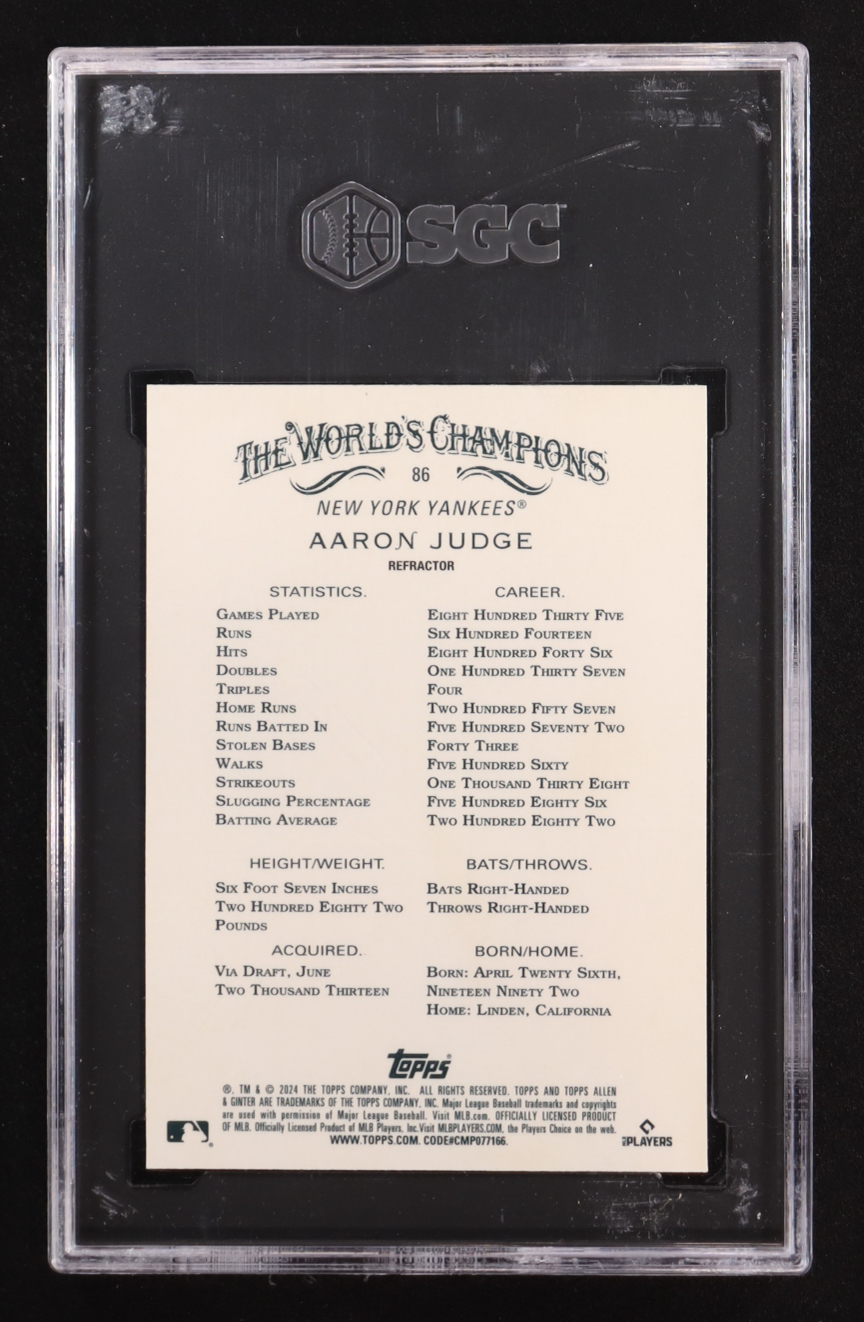 SGC
THE WORLD'S CHAMPIONS
86
NEW YORK YANKEES®
AARON JUDGE
REFRACTOR
STATISTICS. CAREER.
GAMES PLAYED EIGHT HUNDRED THIRTY FIVE
RUNS SIX HUNDRED FOURTEEN
HITS EIGHT HUNDRED FORTY SIX
DOUBLES ONE HUNDRED THIRTY SEVEN
TRIPLES FOUR
HOME RUNS TWO HUNDRED FIFTY SEVEN
RUNS BATTED IN FIVE HUNDRED SEVENTY TWO
STOLEN BASES FORTY THREE
WALKS FIVE HUNDRED SIXTY
STRIKEOUTS ONE THOUSAND THIRTY EIGHT
SLUGGING PERCENTAGE FIVE HUNDRED EIGHTY SIX
BATTING AVERAGE TWO HUNDRED EIGHTY TWO
HEIGHT/WEIGHT. BATS/THROWS.
SIX FOOT SEVEN INCHES BATS RIGHT-HANDED
TWO HUNDRED EIGHTY TWO THROWS RIGHT-HANDED
POUNDS
ACQUIRED. BORN/HOME.
VIA DRAFT, JUNE BORN: APRIL TWENTY SIXTH,
TWO THOUSAND THIRTEEN NINETEEN NINETY TWO
HOME: LINDEN, CALIFORNIA
Topps®
®, TM & © 2024 THE TOPPS COMPANY, INC. ALL RIGHTS RESERVED. TOPPS AND TOPPS ALLEN
& GINTER ARE TRADEMARKS OF THE TOPPS COMPANY, INC. Major League Baseball trademarks and copyrights
are used with permission of Major League Baseball. Visit MLB.com. OFFICIALLY LICENSED PRODUCT
OF MLB. Officially Licensed Product of MLB Players, Inc. Visit MLBPLAYERS.COM, the Players Choice on the web.
WWW.TOPPS.COM. CODE#CMP077166.
MLB PLAYERS